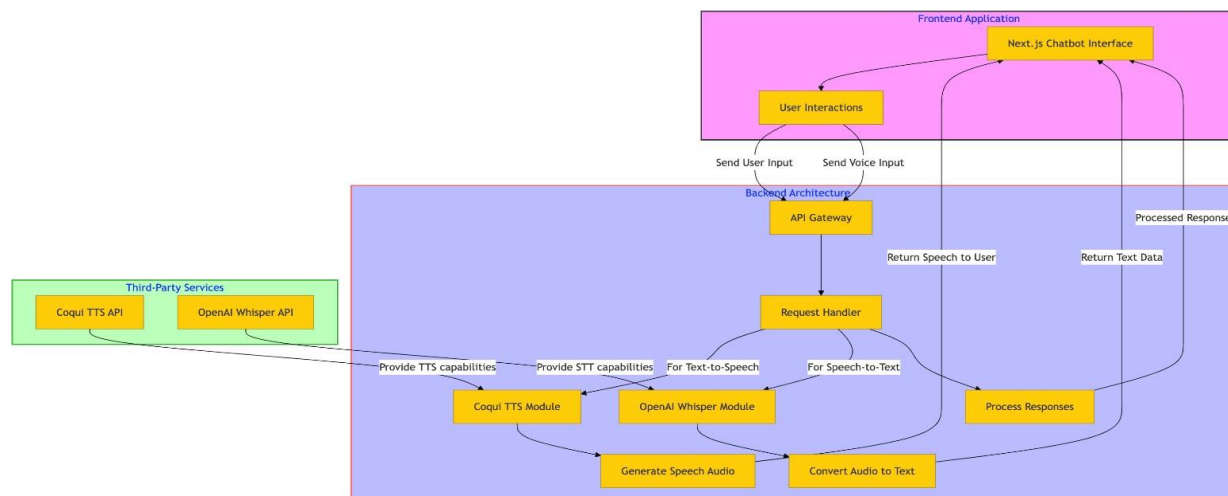 Frontend Application
Next.js Chatbot Interface
User Interactions
Send User Input
Send Voice Input
Backend Architecture
API Gateway
Processed Response
Return Speech to User
Return Text Data
Third-Party Services
Coqui TTS API
OpenAI Whisper API
Request Handler
Provide TTS capabilities
Provide STT capabilities
For Text-to-Speech
For Speech-to-Text
Coqui TTS Module
OpenAI Whisper Module
Process Responses
Generate Speech Audio
Convert Audio to Text